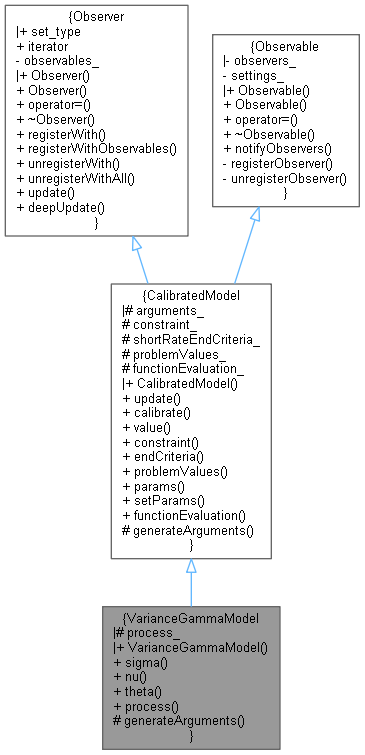 {Observer
|+ set_type
+ iterator
- observables_
|+ Observer()
+ Observer()
+ operator=()
+ ~Observer()
+ registerWith()
+ registerWithObservables()
+ unregisterWith()
+ unregisterWithAll()
+ update()
+ deepUpdate()
}
{Observable
|- observers_
- settings_
|+ Observable()
+ Observable()
+ operator=()
+ ~Observable()
+ notifyObservers()
- registerObserver()
- unregisterObserver()
}
{CalibratedModel
|# arguments_
# constraint_
# shortRateEndCriteria_
# problemValues_
# functionEvaluation_
|+ CalibratedModel()
+ update()
+ calibrate()
+ value()
+ constraint()
+ endCriteria()
+ problemValues()
+ params()
+ setParams()
+ functionEvaluation()
# generateArguments()
}
{VarianceGammaModel
|# process_
|+ VarianceGammaModel()
+ sigma()
+ nu()
+ theta()
+ process()
# generateArguments()
}